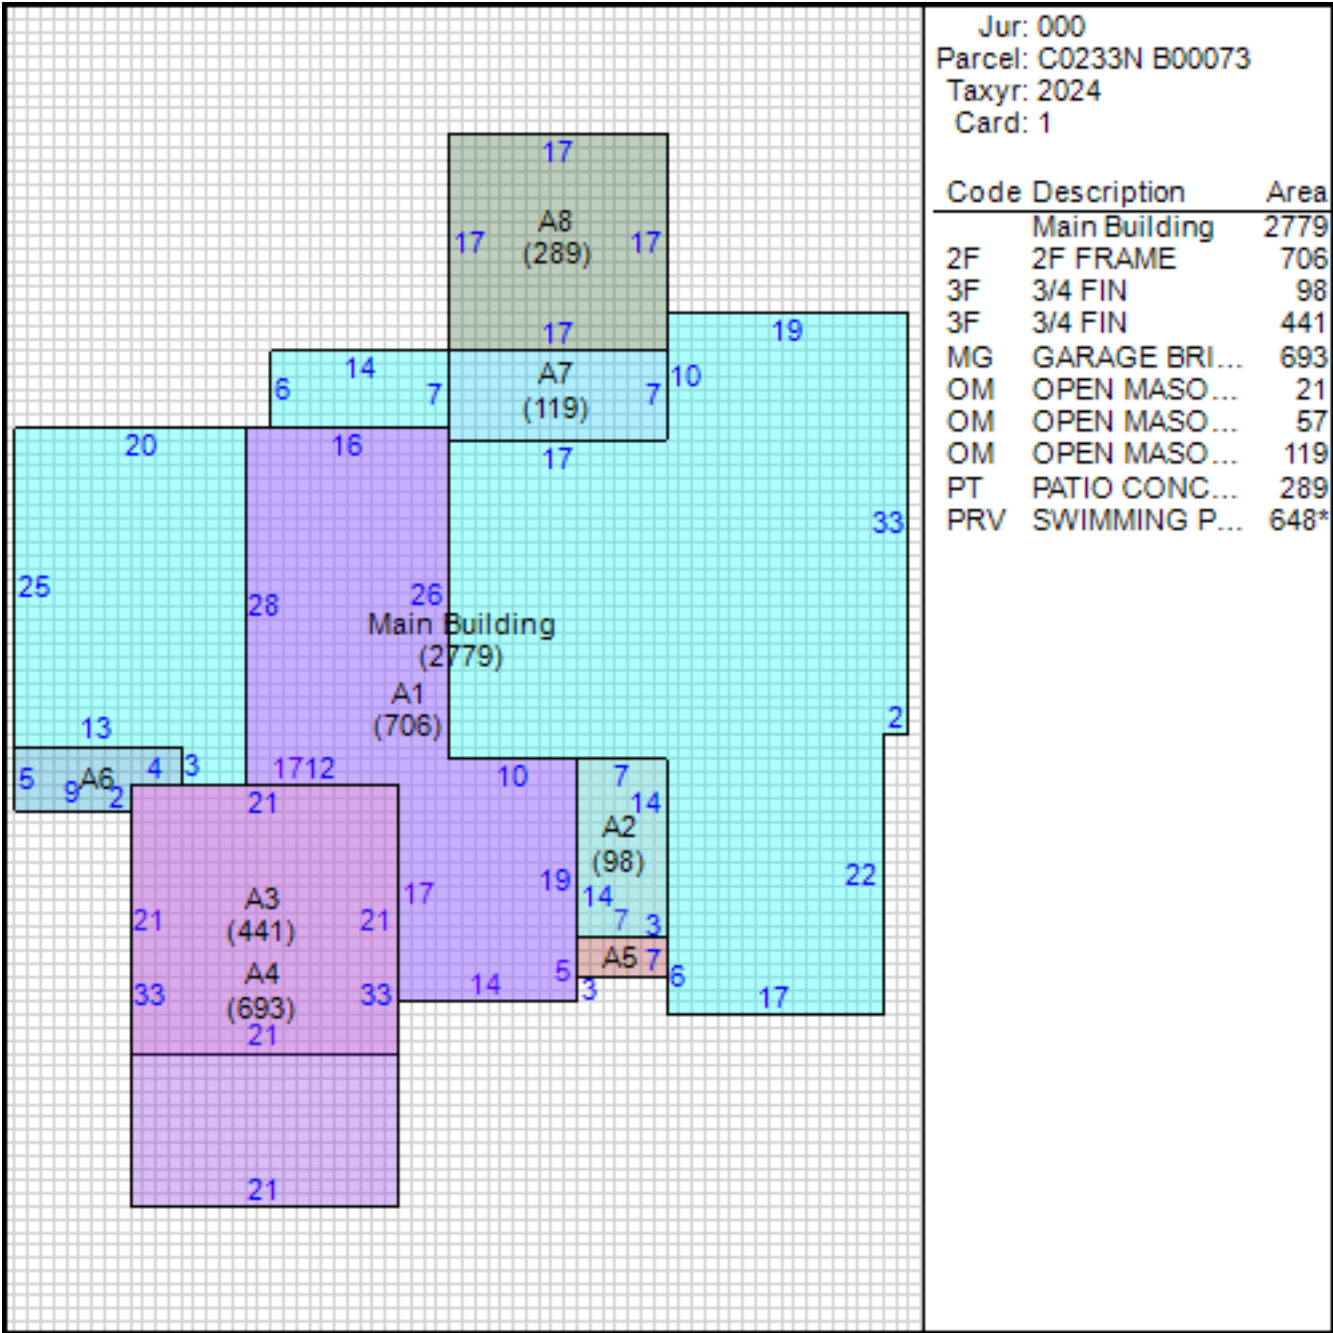 Jur: 000
Parcel: C0233N B00073
Taxyr: 2024
Card: 1
Code Description Area
Main Building 2779
2F 2F FRAME 706
3F 3/4 FIN 98
3F 3/4 FIN 441
MG GARAGE BRI... 693
OM OPEN MASO... 21
OM OPEN MASO... 57
OM OPEN MASO... 119
PT PATIO CONC... 289
PRV SWIMMING P... 648*
17
A8
17 17
(289)
17
19
14 A7 10
6 7 (119) 7
20 16 17
33
25 28 26
Main Building
(2779)
A1
(706)
2
13
5 A6 4 3 1712 10 7
9 2 21 14
A2
(98)
22
A3 17 19 14
21 (441) 21 7 3
A4 A5 7
33 (693) 33 14 5 3 6 17
21
21